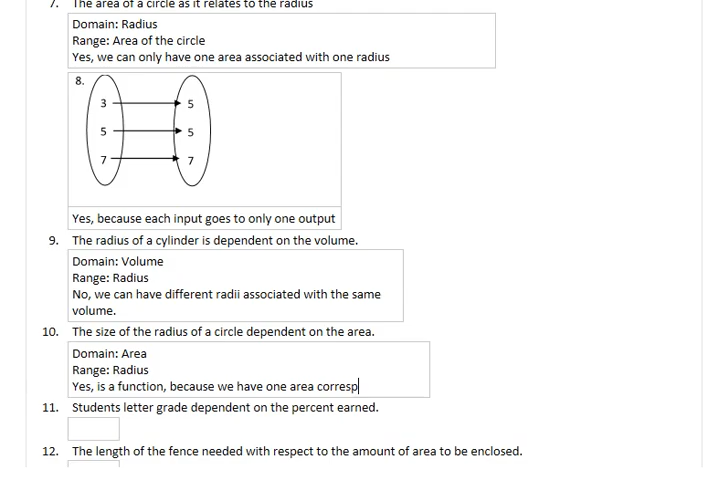 7. The area of a circle as it relates to the radius
Domain: Radius
Range: Area of the circle
Yes, we can only have one area associated with one radius
8.
3 5
5 5
7 7
Yes, because each input goes to only one output
9. The radius of a cylinder is dependent on the volume.
Domain: Volume
Range: Radius
No, we can have different radii associated with the same
volume.
10. The size of the radius of a circle dependent on the area.
Domain: Area
Range: Radius
Yes, is a function, because we have one area corresp
11. Students letter grade dependent on the percent earned.
12. The length of the fence needed with respect to the amount of area to be enclosed.